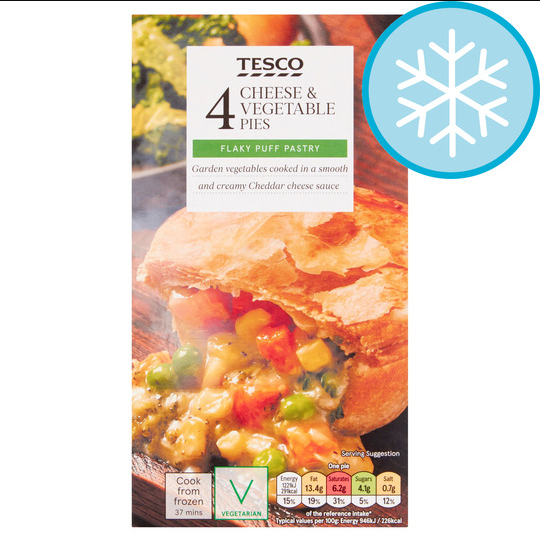 TESCO
4 CHEESE &
VEGETABLE
PIES
FLAKY PUFF PASTRY
Garden vegetables cooked in a smooth
and creamy Cheddar cheese sauce
Serving Suggestion
One pie
Energy Fat Saturates Sugars Salt
1221kJ
291kcal 13.4g 6.2g 4.1g 0.7g
15% 19% 31% 5% 12%
of the reference intake*
Typical values per 100g: Energy 946kJ / 226kcal
Cook
from
frozen
37 mins
V
VEGETARIAN